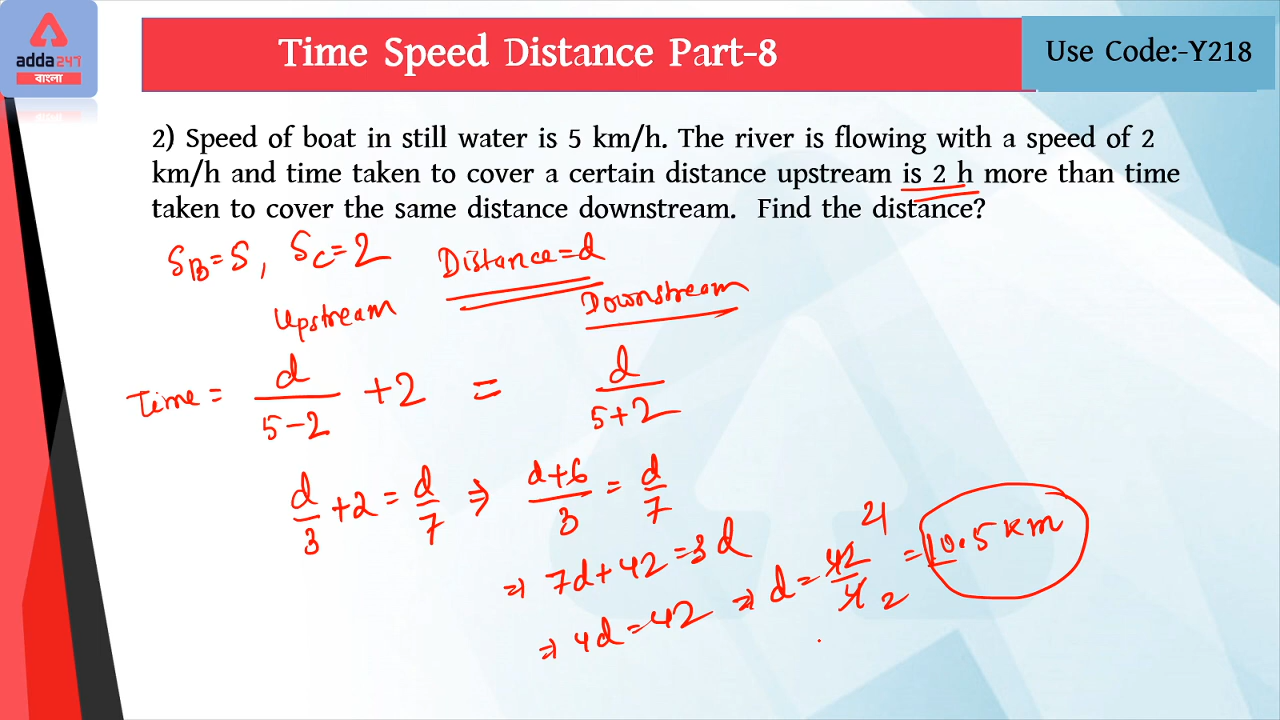 adda247
বাংলা
Time Speed Distance Part-8
Use Code:-Y218
2) Speed of boat in still water is 5 km/h. The river is flowing with a speed of 2
km/h and time taken to cover a certain distance upstream is 2 h more than time
taken to cover the same distance downstream. Find the distance?
S_B=5, S_C=2 Distance=d
Upstream Downstream
Time = d/(5-2) +2 = d/(5+2)
d/3 +2 = d/7 ⇒ (d+6)/3 = d/7
⇒ 7d+42=3d
⇒ 4d=42 ⇒ d= 42/4 21 2 = 10.5 km